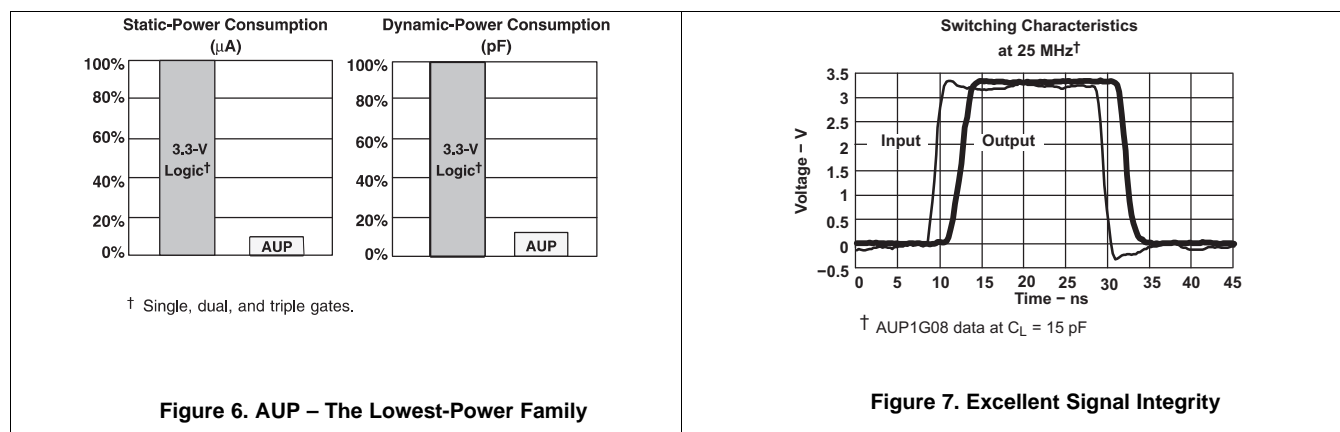 Static-Power Consumption
(μA)
Dynamic-Power Consumption
(pF)
100%
80%
60%
40%
20%
0%
3.3-V
Logic†
AUP
100%
80%
60%
40%
20%
0%
3.3-V
Logic†
AUP
† Single, dual, and triple gates.
Figure 6. AUP – The Lowest-Power Family
Switching Characteristics
at 25 MHz†
Voltage – V
3.5
3
2.5
2
1.5
1
0.5
0
−0.5
Input
Output
0 5 10 15 20 25 30 35 40 45
Time – ns
† AUP1G08 data at CL = 15 pF
Figure 7. Excellent Signal Integrity